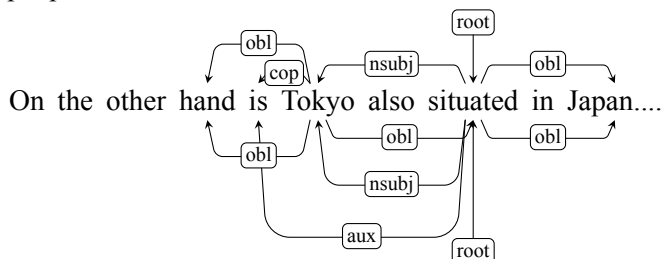 root
obl nsubj obl
cop
On the other hand is Tokyo also situated in Japan....
obl obl obl
nsubj
aux
root